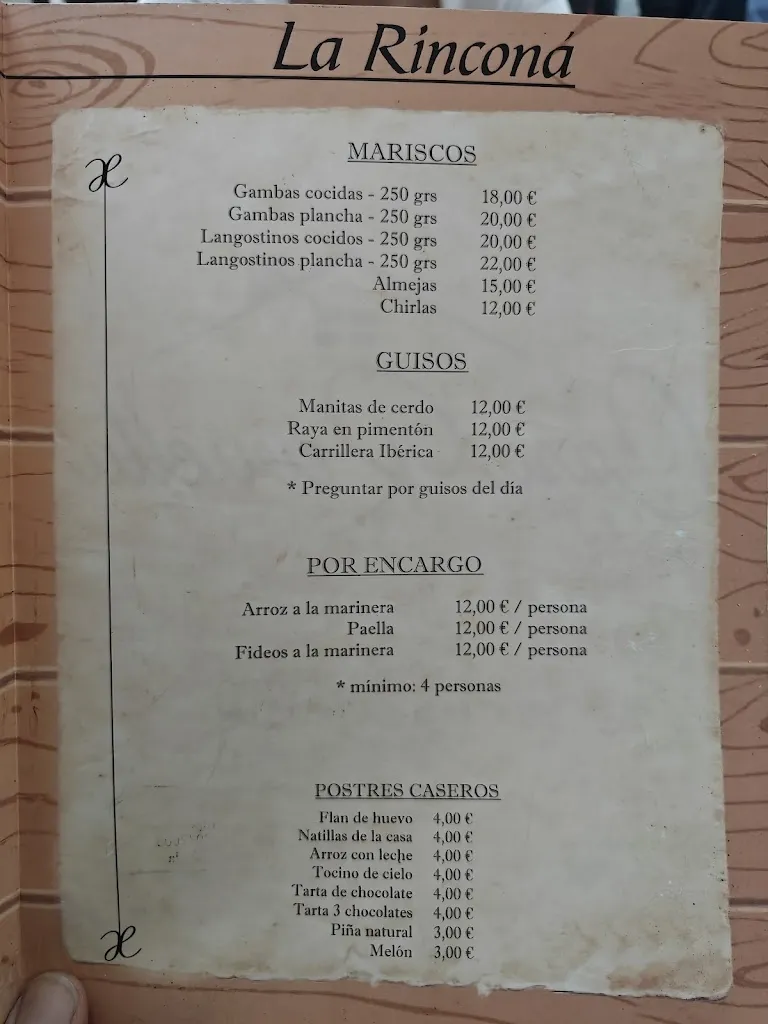 La Rinconá
MARISCOS
Gambas cocidas - 250 grs 18,00 €
Gambas plancha - 250 grs 20,00 €
Langostinos cocidos - 250 grs 20,00 €
Langostinos plancha - 250 grs 22,00 €
Almejas 15,00 €
Chirlas 12,00 €
GUISOS
Manitas de cerdo 12,00 €
Raya en pimentón 12,00 €
Carrillera Ibérica 12,00 €
* Preguntar por guisos del día
POR ENCARGO
Arroz a la marinera 12,00 € / persona
Paella 12,00 € / persona
Fideos a la marinera 12,00 € / persona
* mínimo: 4 personas
POSTRES CASEROS
Flan de huevo 4,00 €
Natillas de la casa 4,00 €
Arroz con leche 4,00 €
Tocino de cielo 4,00 €
Tarta de chocolate 4,00 €
Tarta 3 chocolates 4,00 €
Piña natural 3,00 €
Melón 3,00 €